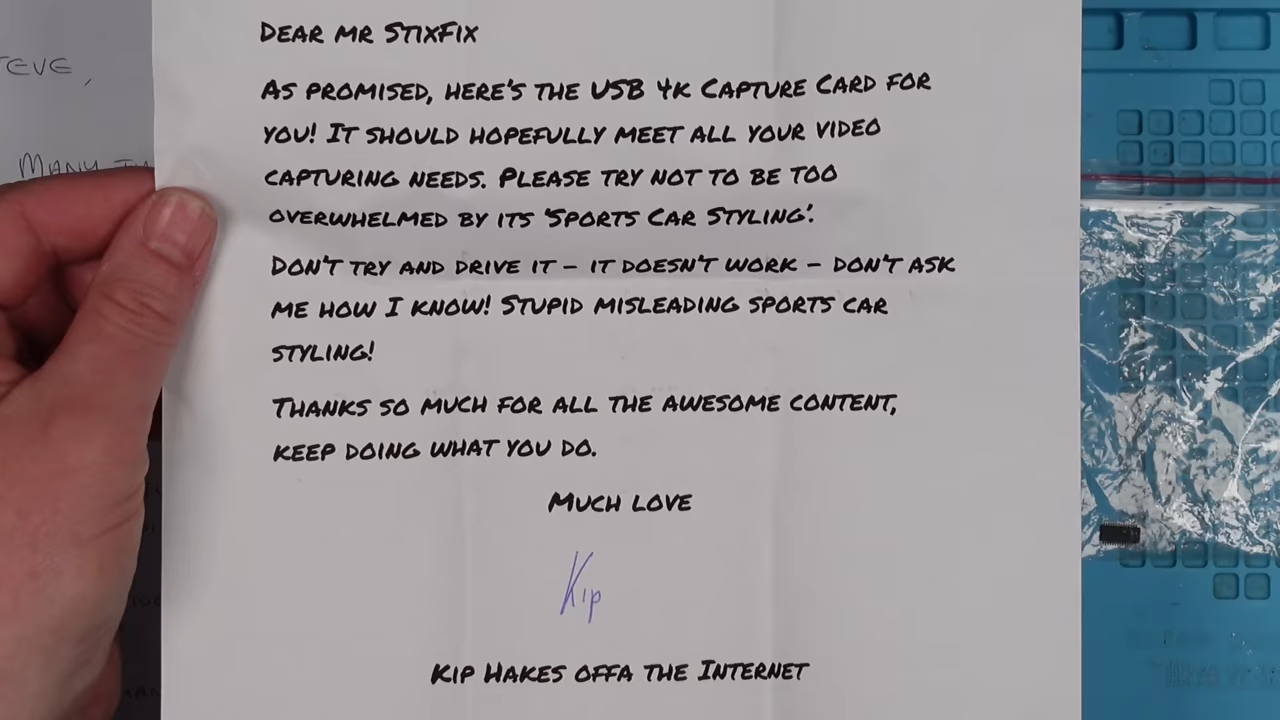 DEAR MR STIXFIX
AS PROMISED, HERE'S THE USB 4K CAPTURE CARD FOR
YOU! IT SHOULD HOPEFULLY MEET ALL YOUR VIDEO
CAPTURING NEEDS. PLEASE TRY NOT TO BE TOO
OVERWHELMED BY ITS 'SPORTS CAR STYLING'.
DON'T TRY AND DRIVE IT – IT DOESN'T WORK – DON'T ASK
ME HOW I KNOW! STUPID MISLEADING SPORTS CAR
STYLING!
THANKS SO MUCH FOR ALL THE AWESOME CONTENT,
KEEP DOING WHAT YOU DO.
MUCH LOVE
Kip
KIP HAKES OFFA THE INTERNET
MANY